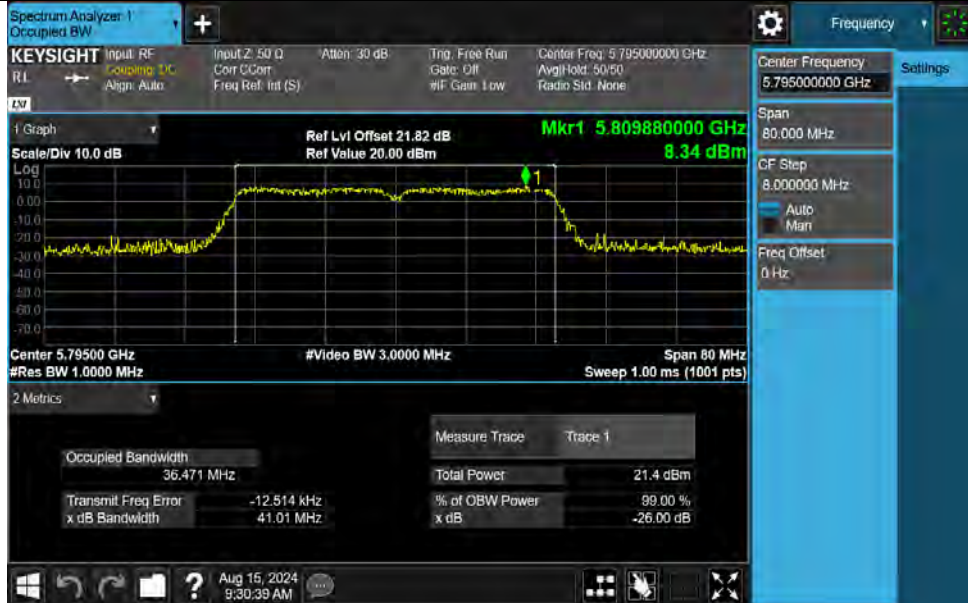 Spectrum Analyzer 1
Occupied BW
+
Frequency
KEYSIGHT Input: RF Input Z: 50 Ω Atten: 30 dB Trig: Free Run Center Freq: 5.795000000 GHz
RL Coupling: DC Corr CCorr Gate: Off Avg|Hold: 50/50
Align: Auto Freq Ref: Int (S) #IF Gain: Low Radio Std: None
LXI
Center Frequency
5.795000000 GHz
Settings
Span
80.000 MHz
CF Step
8.000000 MHz
Auto
Man
Freq Offset
0 Hz
1 Graph
Ref Lvl Offset 21.82 dB
Mkr1 5.809880000 GHz
Scale/Div 10.0 dB
Ref Value 20.00 dBm
8.34 dBm
Log
10.0
0.00
-10.0
-20.0
-30.0
-40.0
-50.0
-60.0
-70.0
1
Center 5.79500 GHz #Video BW 3.0000 MHz Span 80 MHz
#Res BW 1.0000 MHz Sweep 1.00 ms (1001 pts)
2 Metrics
Measure Trace Trace 1
Occupied Bandwidth
36.471 MHz
Total Power 21.4 dBm
Transmit Freq Error -12.514 kHz
% of OBW Power 99.00 %
x dB Bandwidth 41.01 MHz
x dB -26.00 dB
?
Aug 15, 2024
9:30:39 AM